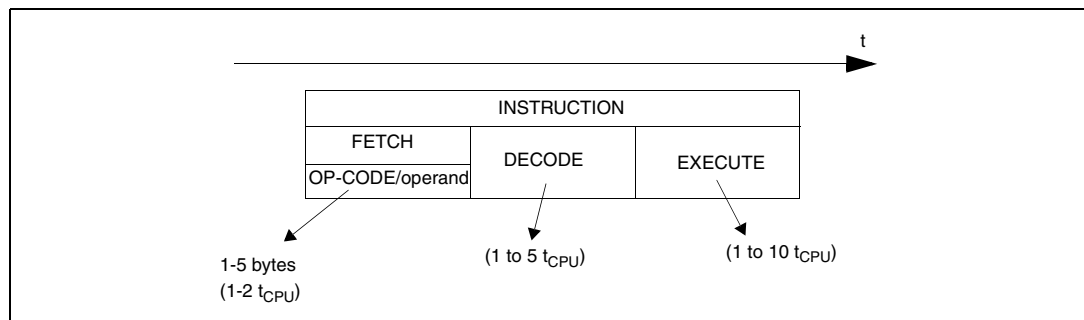 t
INSTRUCTION
FETCH
OP-CODE/operand
DECODE
EXECUTE
1-5 bytes
(1-2 tCPU)
(1 to 5 tCPU)
(1 to 10 tCPU)